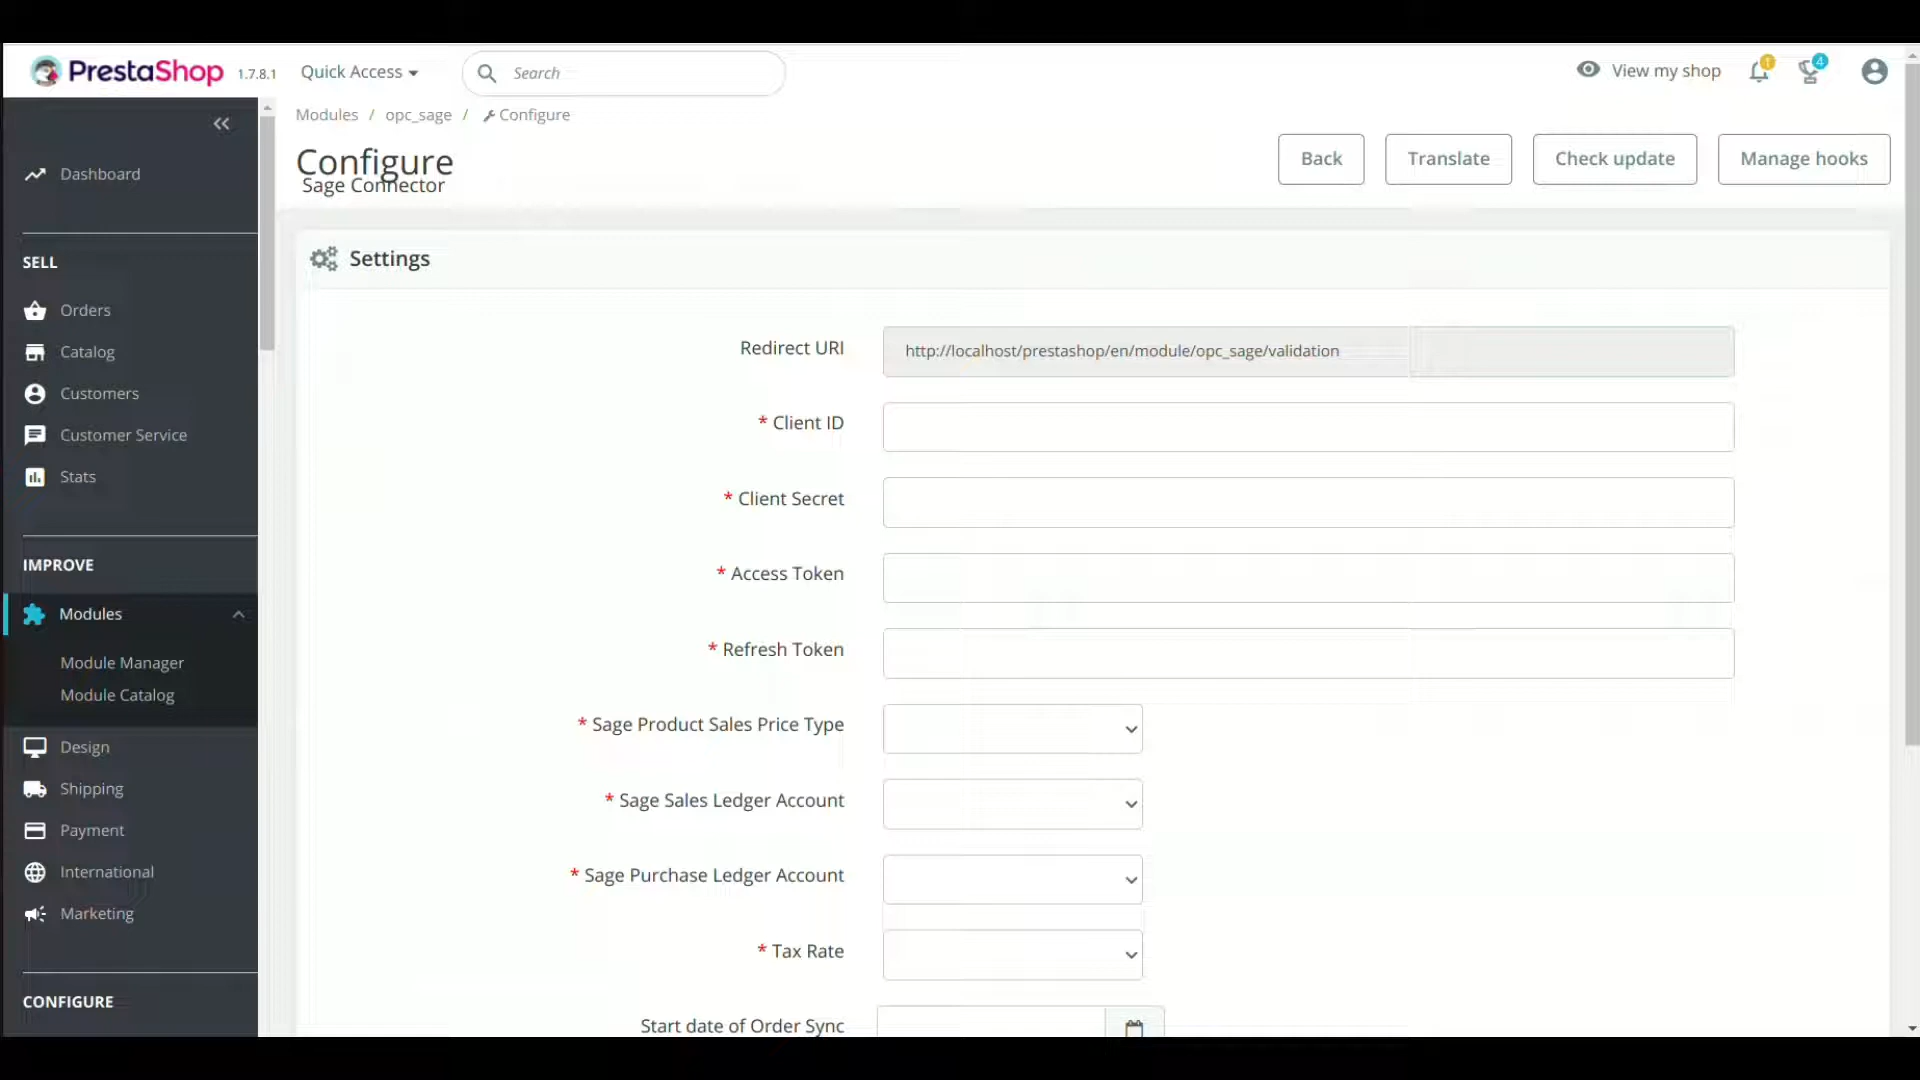 PrestaShop 1.7.8.1 Quick Access Search View my shop 1 4
Modules / opc_sage / Configure
Configure
Sage Connector
Back Translate Check update Manage hooks
Dashboard
SELL
Orders
Catalog
Customers
Customer Service
Stats
IMPROVE
Modules
Module Manager
Module Catalog
Design
Shipping
Payment
International
Marketing
CONFIGURE
Settings
Redirect URI http://localhost/prestashop/en/module/opc_sage/validation
* Client ID
* Client Secret
* Access Token
* Refresh Token
* Sage Product Sales Price Type
* Sage Sales Ledger Account
* Sage Purchase Ledger Account
* Tax Rate
Start date of Order Sync